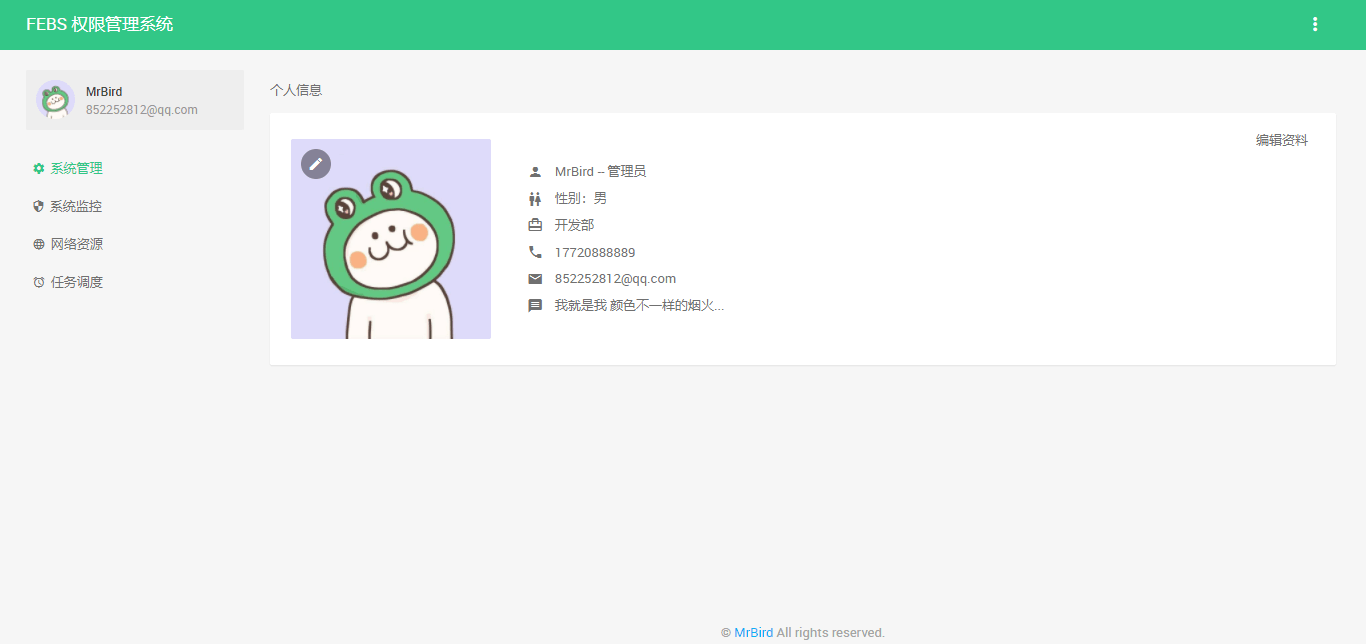 FEBS 权限管理系统
MrBird
852252812@qq.com
系统管理
系统监控
网络资源
任务调度
个人信息
编辑资料
MrBird – 管理员
性别：男
开发部
17720888889
852252812@qq.com
我就是我 颜色不一样的烟火...
© MrBird All rights reserved.